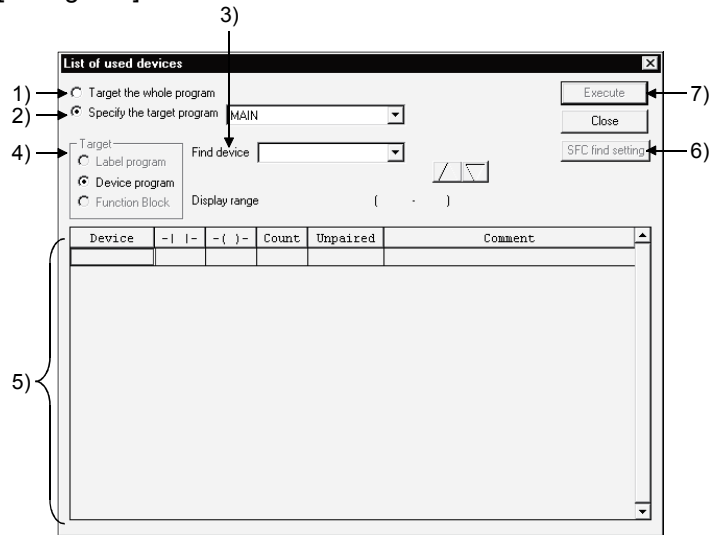 3)
List of used devices
1) Target the whole program Execute 7)
2) Specify the target program MAIN Close
4) Target Find device SFC find setting 6)
Label program
Device program
Function Block Display range ( - )
Device -| |- -( )- Count Unpaired Comment
5)